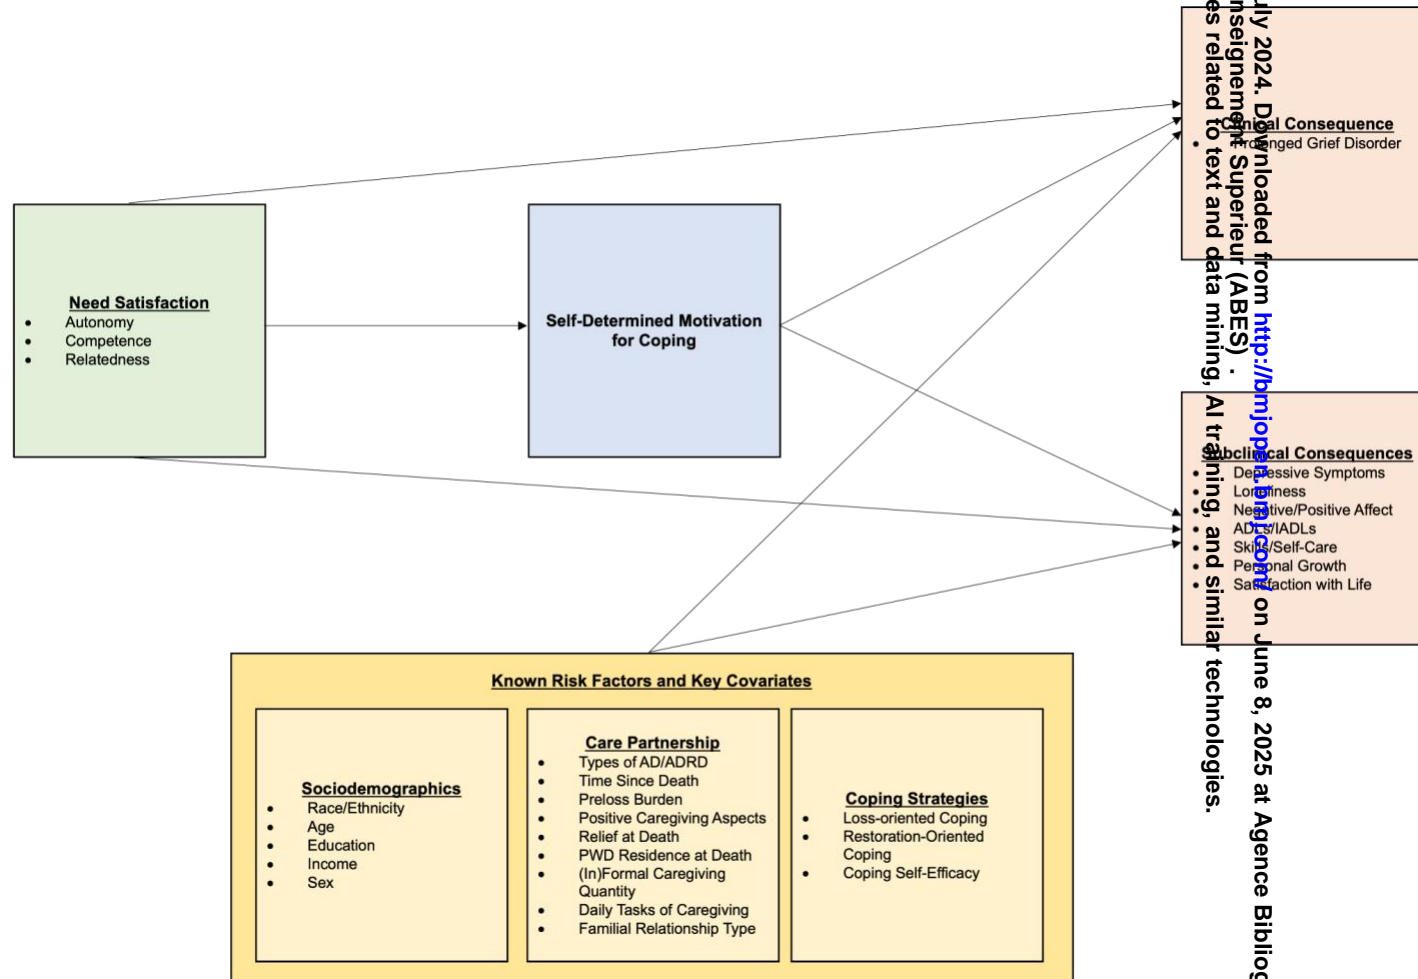 Need Satisfaction
Autonomy
Competence
Relatedness
Self-Determined Motivation
for Coping
Clinical Consequence
Prolonged Grief Disorder
Subclinical Consequences
Depressive Symptoms
Loneliness
Negative/Positive Affect
ADLs/IADLs
Skills/Self-Care
Personal Growth
Satisfaction with Life
Known Risk Factors and Key Covariates
Sociodemographics
Race/Ethnicity
Age
Education
Income
Sex
Care Partnership
Types of AD/ADRD
Time Since Death
Preloss Burden
Positive Caregiving Aspects
Relief at Death
PWD Residence at Death
(In)Formal Caregiving
Quantity
Daily Tasks of Caregiving
Familial Relationship Type
Coping Strategies
Loss-oriented Coping
Restoration-Oriented
Coping
Coping Self-Efficacy
uly 2024. Downloaded from http://bmjopen.bmj.com/ on June 8, 2025 at Agence Bibliog
nseignement Superieur (ABES) .
es related to text and data mining, AI training, and similar technologies.